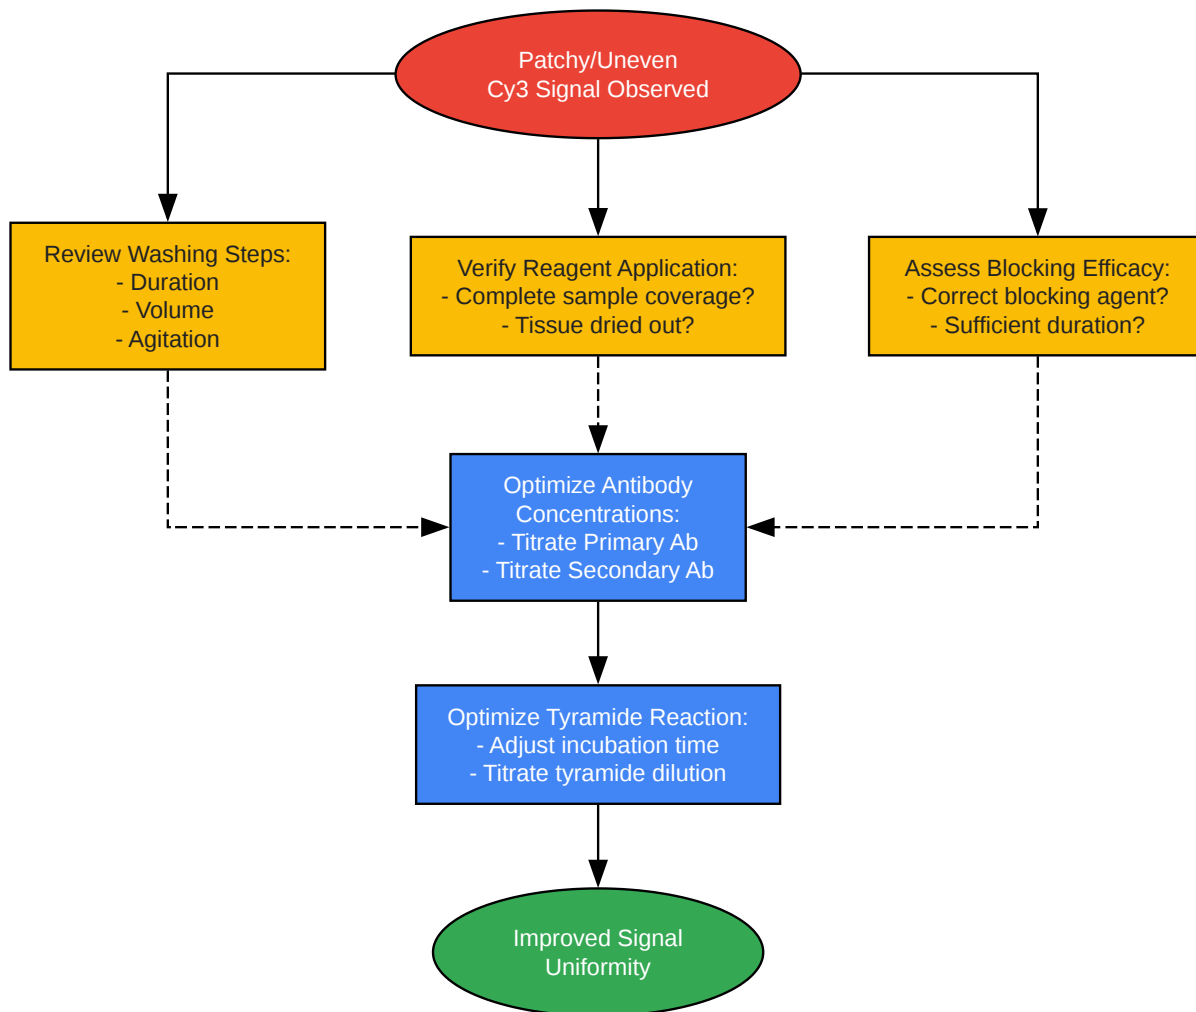 Patchy/Uneven
Cy3 Signal Observed
Review Washing Steps:
- Duration
- Volume
- Agitation
Verify Reagent Application:
- Complete sample coverage?
- Tissue dried out?
Assess Blocking Efficacy:
- Correct blocking agent?
- Sufficient duration?
Optimize Antibody
Concentrations:
- Titrate Primary Ab
- Titrate Secondary Ab
Optimize Tyramide Reaction:
- Adjust incubation time
- Titrate tyramide dilution
Improved Signal
Uniformity